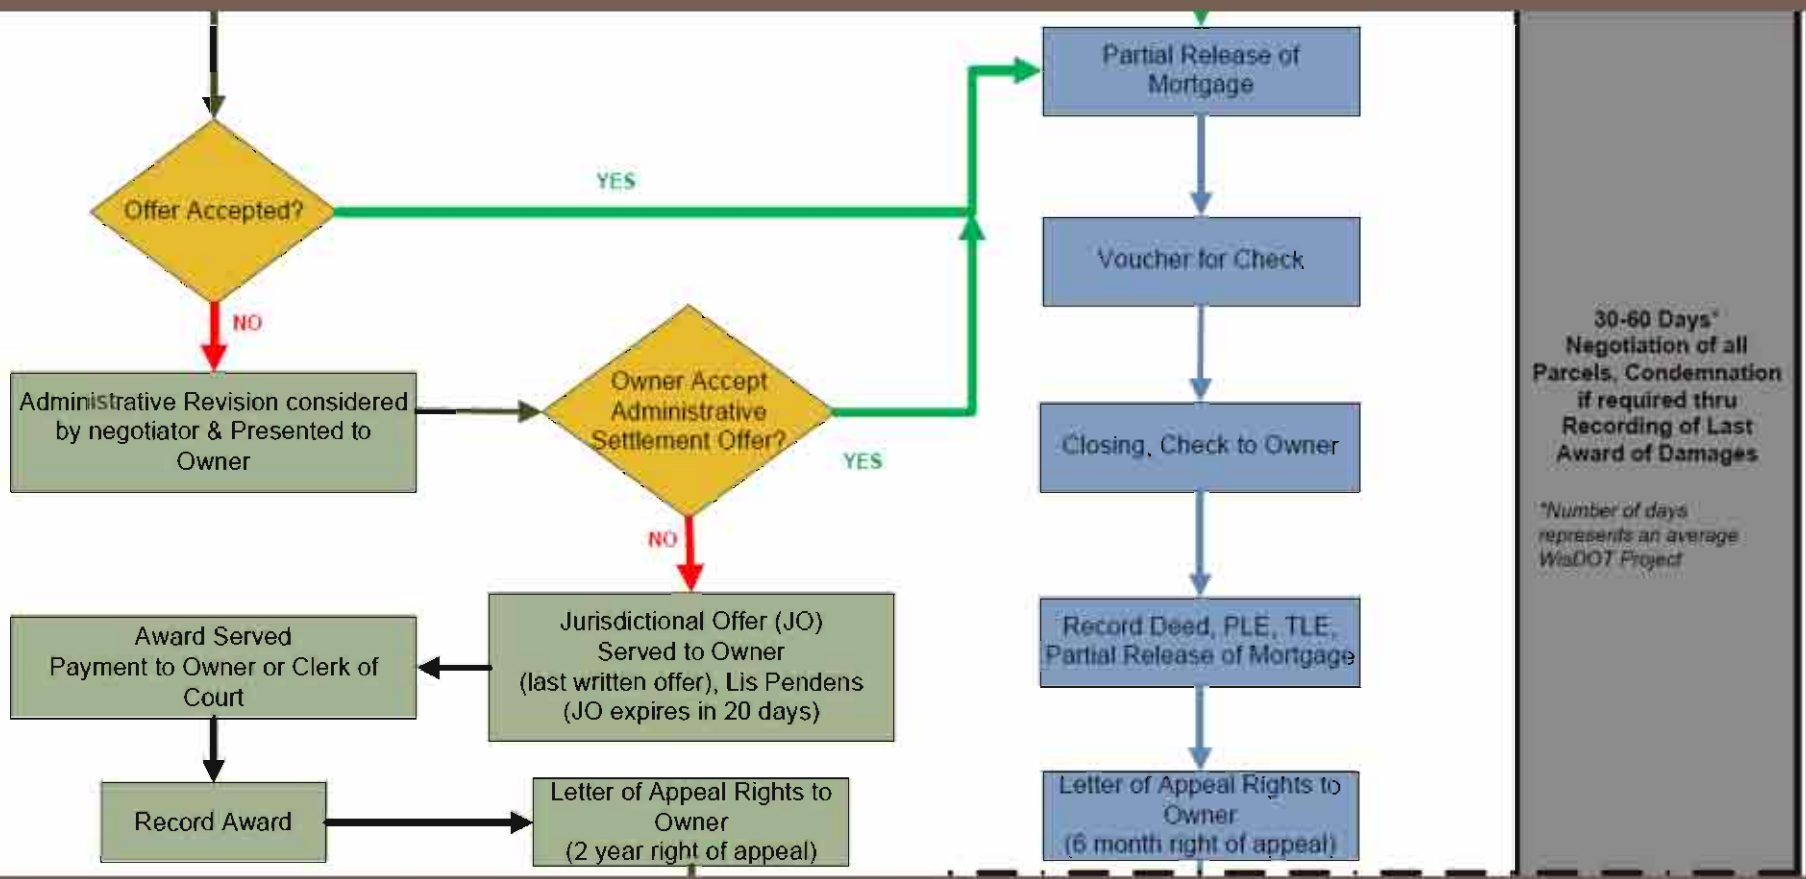 Partial Release of
Mortgage
YES
Offer Accepted?
Voucher for Check
NO
Administrative Revision considered
by negotiator & Presented to
Owner
Owner Accept
Administrative
Settlement Offer?
YES
Closing, Check to Owner
NO
Jurisdictional Offer (JO)
Served to Owner
(last written offer), Lis Pendens
(JO expires in 20 days)
Award Served
Payment to Owner or Clerk of
Court
Record Deed, PLE, TLE,
Partial Release of Mortgage
Record Award
Letter of Appeal Rights to
Owner
(2 year right of appeal)
Letter of Appeal Rights to
Owner
(6 month right of appeal)
30-60 Days*
Negotiation of all
Parcels, Condemnation
if required thru
Recording of Last
Award of Damages
*Number of days
represents an average
WisDOT Project